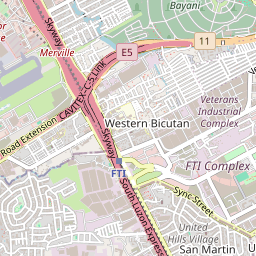 Bayani
Skyway
11
E5
Merville
CAVITEX-C5 Link
Veterans
Industrial
Complex
Road Extension
Western Bicutan
Skyway
FTI
FTI Complex
South Luzon Express
Sync Street
United
Hills Village
San Martin